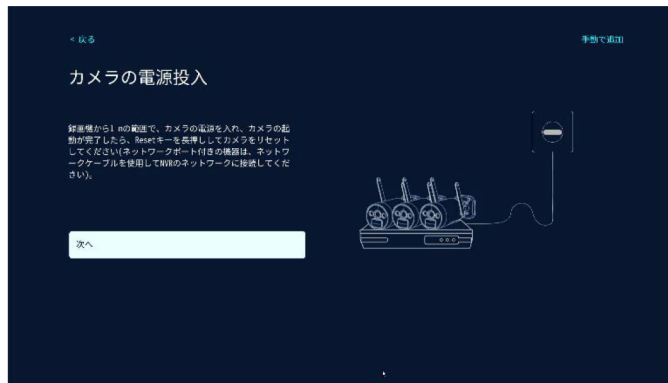 < 戻る
手動で追加
カメラの電源投入
録画機から1 mの範囲で、カメラの電源を入れ、カメラの起
動が完了したら、Resetキーを長押ししてカメラをリセット
してください(ネットワークポート付きの機器は、ネットワ
ークケーブルを使用してNVRのネットワークに接続してくだ
さい)。
次へ